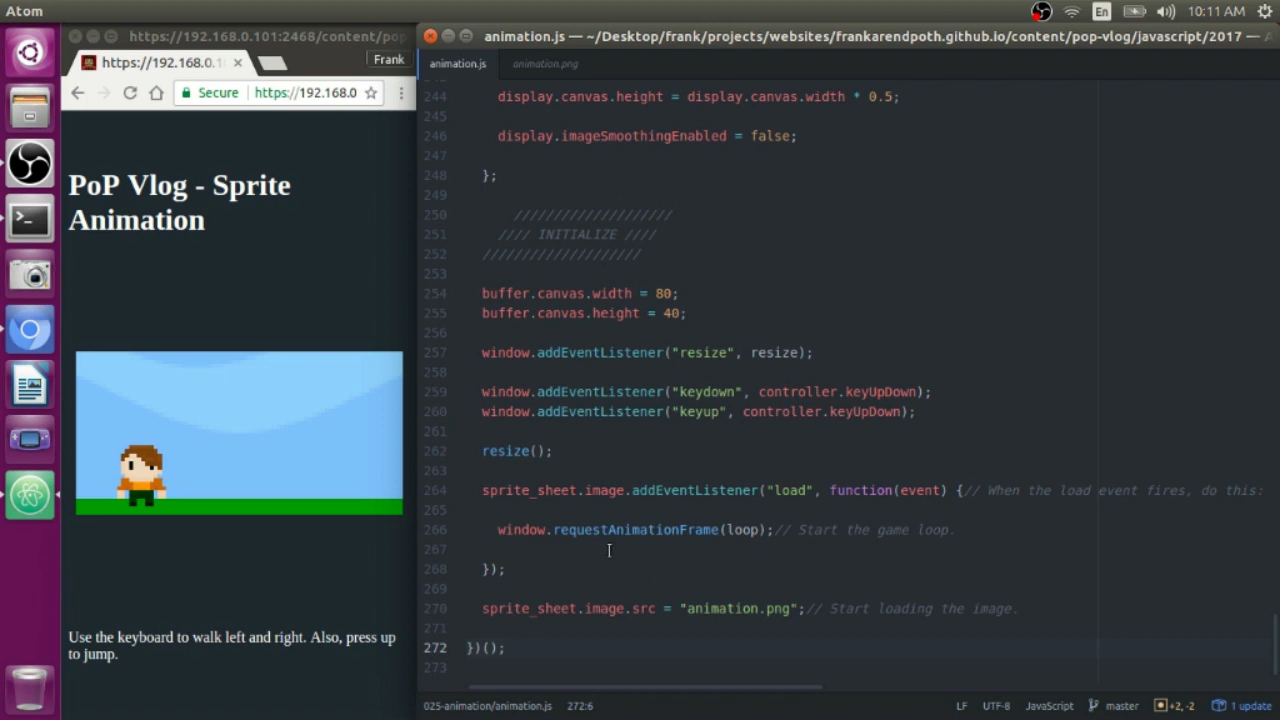 Atom
En
10:11 AM
https://192.168.0.101:2468/content/pop
https://192.168.0.1
Frank
Secure
https://192.168.0
PoP Vlog - Sprite
Animation
Use the keyboard to walk left and right. Also, press up
to jump.
animation.js — ~/Desktop/frank/projects/websites/frankarendpoth.github.io/content/pop-vlog/javascript/2017 —
animation.js
animation.png
244 display.canvas.height = display.canvas.width * 0.5;
245
246 display.imageSmoothingEnabled = false;
247
248 };
249
250 ////////////////////
251 //// INITIALIZE ////
252 ////////////////////
253
254 buffer.canvas.width = 80;
255 buffer.canvas.height = 40;
256
257 window.addEventListener("resize", resize);
258
259 window.addEventListener("keydown", controller.keyUpDown);
260 window.addEventListener("keyup", controller.keyUpDown);
261
262 resize();
263
264 sprite_sheet.image.addEventListener("load", function(event) {// When the load event fires, do this:
265
266 window.requestAnimationFrame(loop);// Start the game loop.
267
268 });
269
270 sprite_sheet.image.src = "animation.png";// Start loading the image.
271
272 })();
273
025-animation/animation.js 272:6
LF UTF-8 JavaScript master +2, -2 1 update